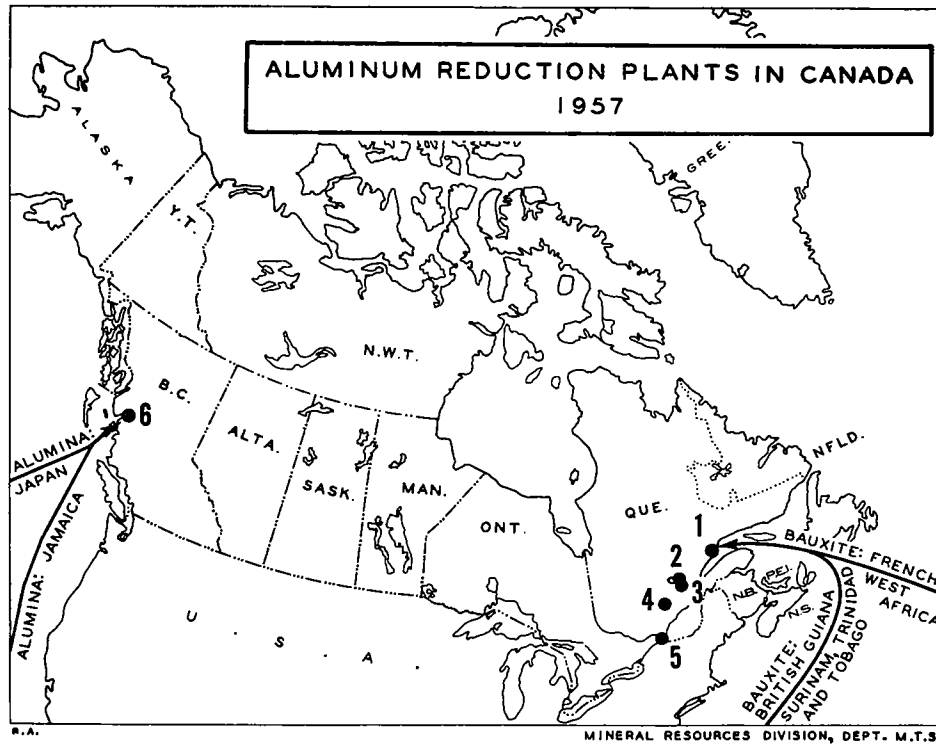 ALUMINUM REDUCTION PLANTS IN CANADA
1957
ALASKA
GREE
Y.T.
N.W.T.
B.C.
6
ALUMINA:
JAPAN
ALUMINA: JAMAICA
ALTA.
SASK.
MAN.
ONT.
QUE.
NFLD.
1
2
3
4
5
P.E.I.
N.B.
N.S.
BAUXITE: FRENCH
WEST
AFRICA
BAUXITE:
BRITISH GUIANA
SURINAM, TRINIDAD
AND TOBAGO
U . S . A .
R.A.
MINERAL RESOURCES DIVISION, DEPT. M.T.S